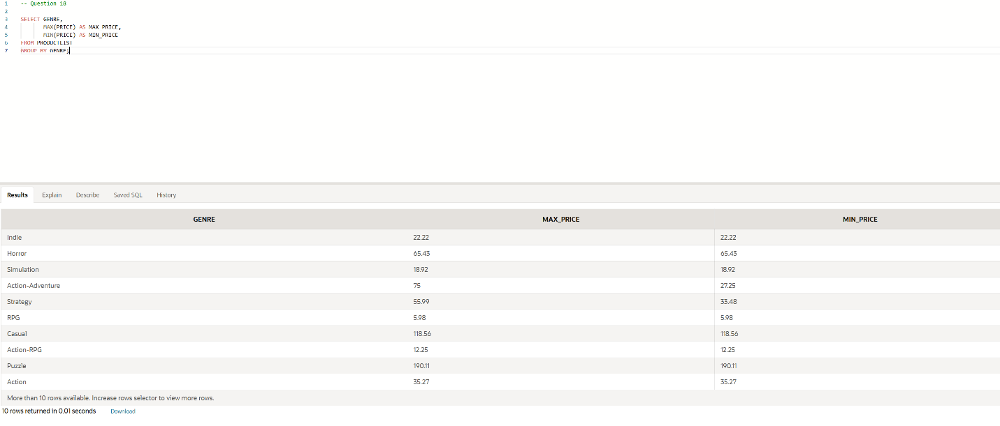 1 -- Question 18
2
3 SELECT GENRE,
4 MAX(PRICE) AS MAX_PRICE,
5 MIN(PRICE) AS MIN_PRICE
6 FROM PRODUCTLIST
7 GROUP BY GENRE;
Results Explain Describe Saved SQL History
GENRE MAX_PRICE MIN_PRICE
Indie 22.22 22.22
Horror 65.43 65.43
Simulation 18.92 18.92
Action-Adventure 75 27.25
Strategy 55.99 33.48
RPG 5.98 5.98
Casual 118.56 118.56
Action-RPG 12.25 12.25
Puzzle 190.11 190.11
Action 35.27 35.27
More than 10 rows available. Increase rows selector to view more rows.
10 rows returned in 0.01 seconds Download